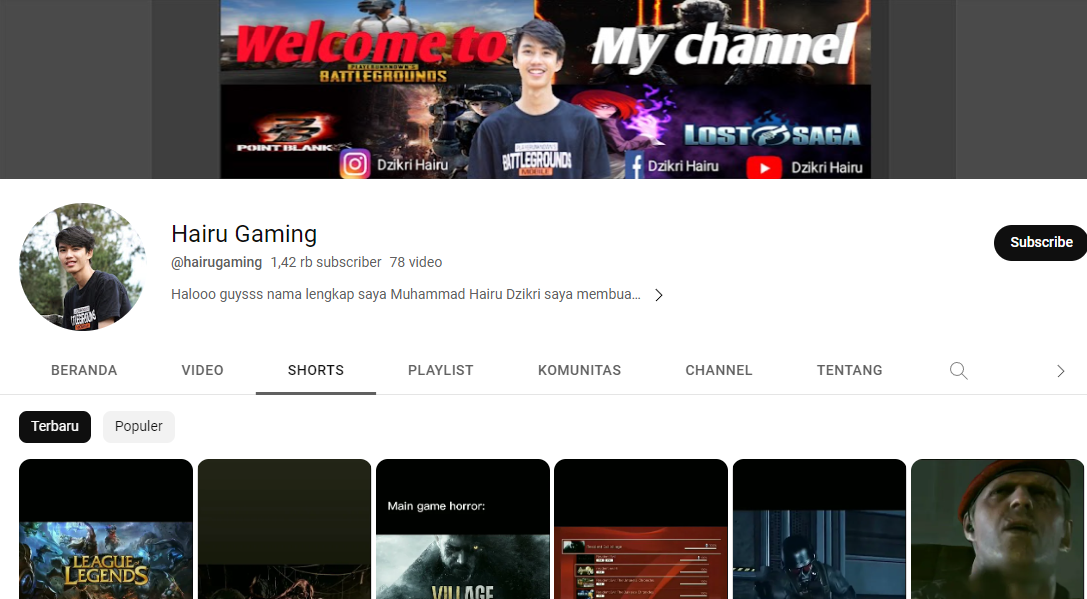 Welcome to My channel
PLAYERUNKNOWN'S
BATTLEGROUNDS
POINT BLANK
LOST SAGA
BATTLEGROUNDS
MOBILE
Dzikri Hairu
Dzikri Hairu
Dzikri Hairu
Hairu Gaming
@hairugaming 1,42 rb subscriber 78 video
Halooo guysss nama lengkap saya Muhammad Hairu Dzikri saya membua...
Subscribe
BERANDA VIDEO SHORTS PLAYLIST KOMUNITAS CHANNEL TENTANG
Terbaru Populer
LEAGUE
LEGENDS
Main game horror:
VILLAGE